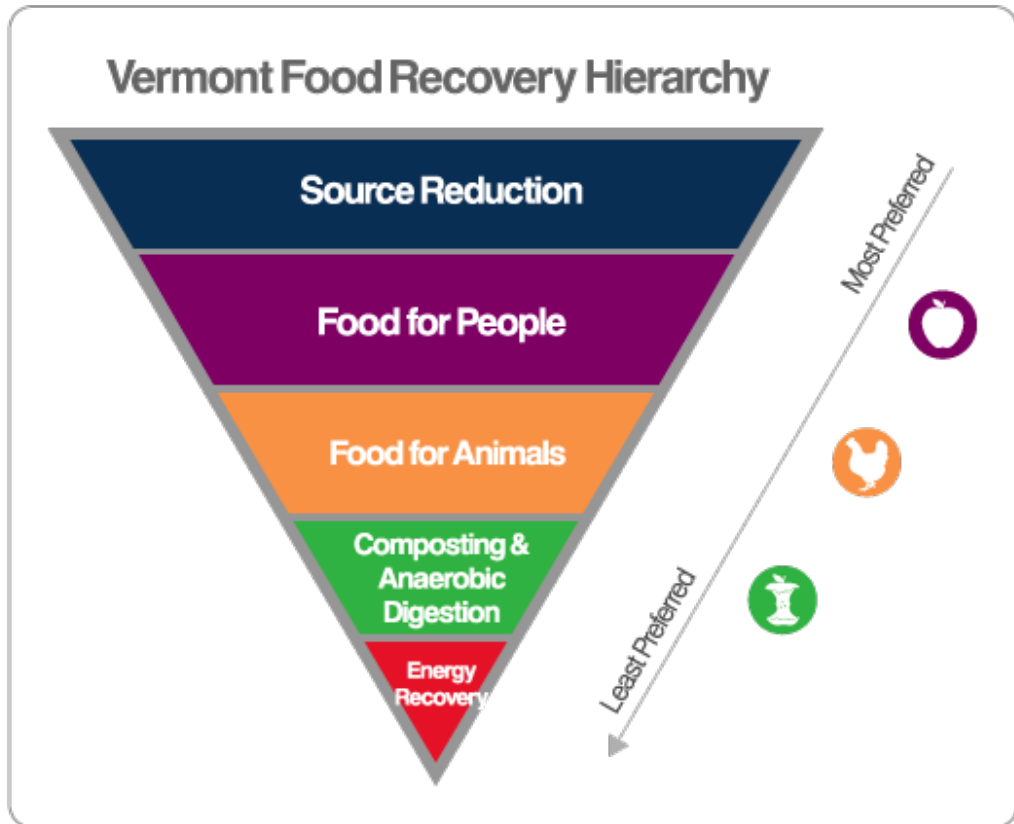 Vermont Food Recovery Hierarchy
Source Reduction
Food for People
Food for Animals
Composting &
Anaerobic
Digestion
Energy
Recovery
Most Preferred
Least Preferred